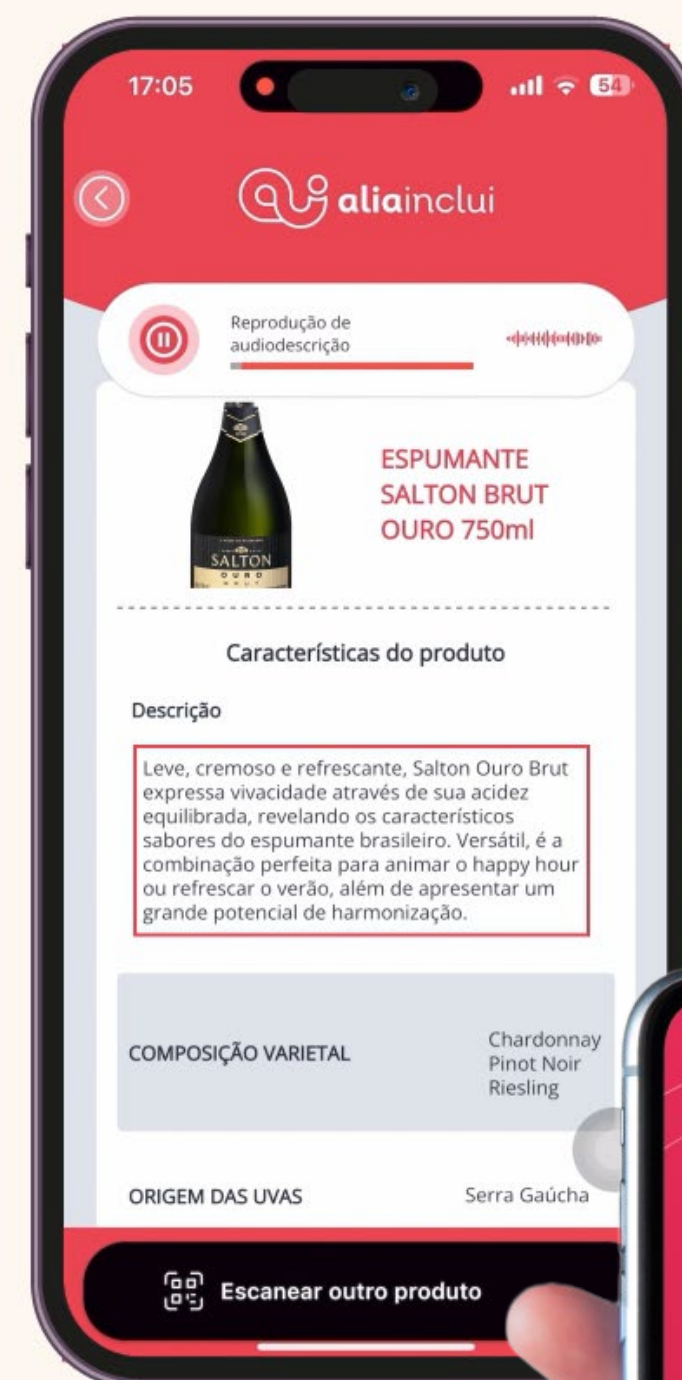 17:05
54
aliainclui
Reprodução de
audiodescrição
ESPUMANTE
SALTON BRUT
OURO 750ml
SALTON
OURO
BRUT
Características do produto
Descrição
Leve, cremoso e refrescante, Salton Ouro Brut
expressa vivacidade através de sua acidez
equilibrada, revelando os característicos
sabores do espumante brasileiro. Versátil, é a
combinação perfeita para animar o happy hour
ou refrescar o verão, além de apresentar um
grande potencial de harmonização.
COMPOSIÇÃO VARIETAL
Chardonnay
Pinot Noir
Riesling
ORIGEM DAS UVAS
Serra Gaúcha
Escanear outro produto